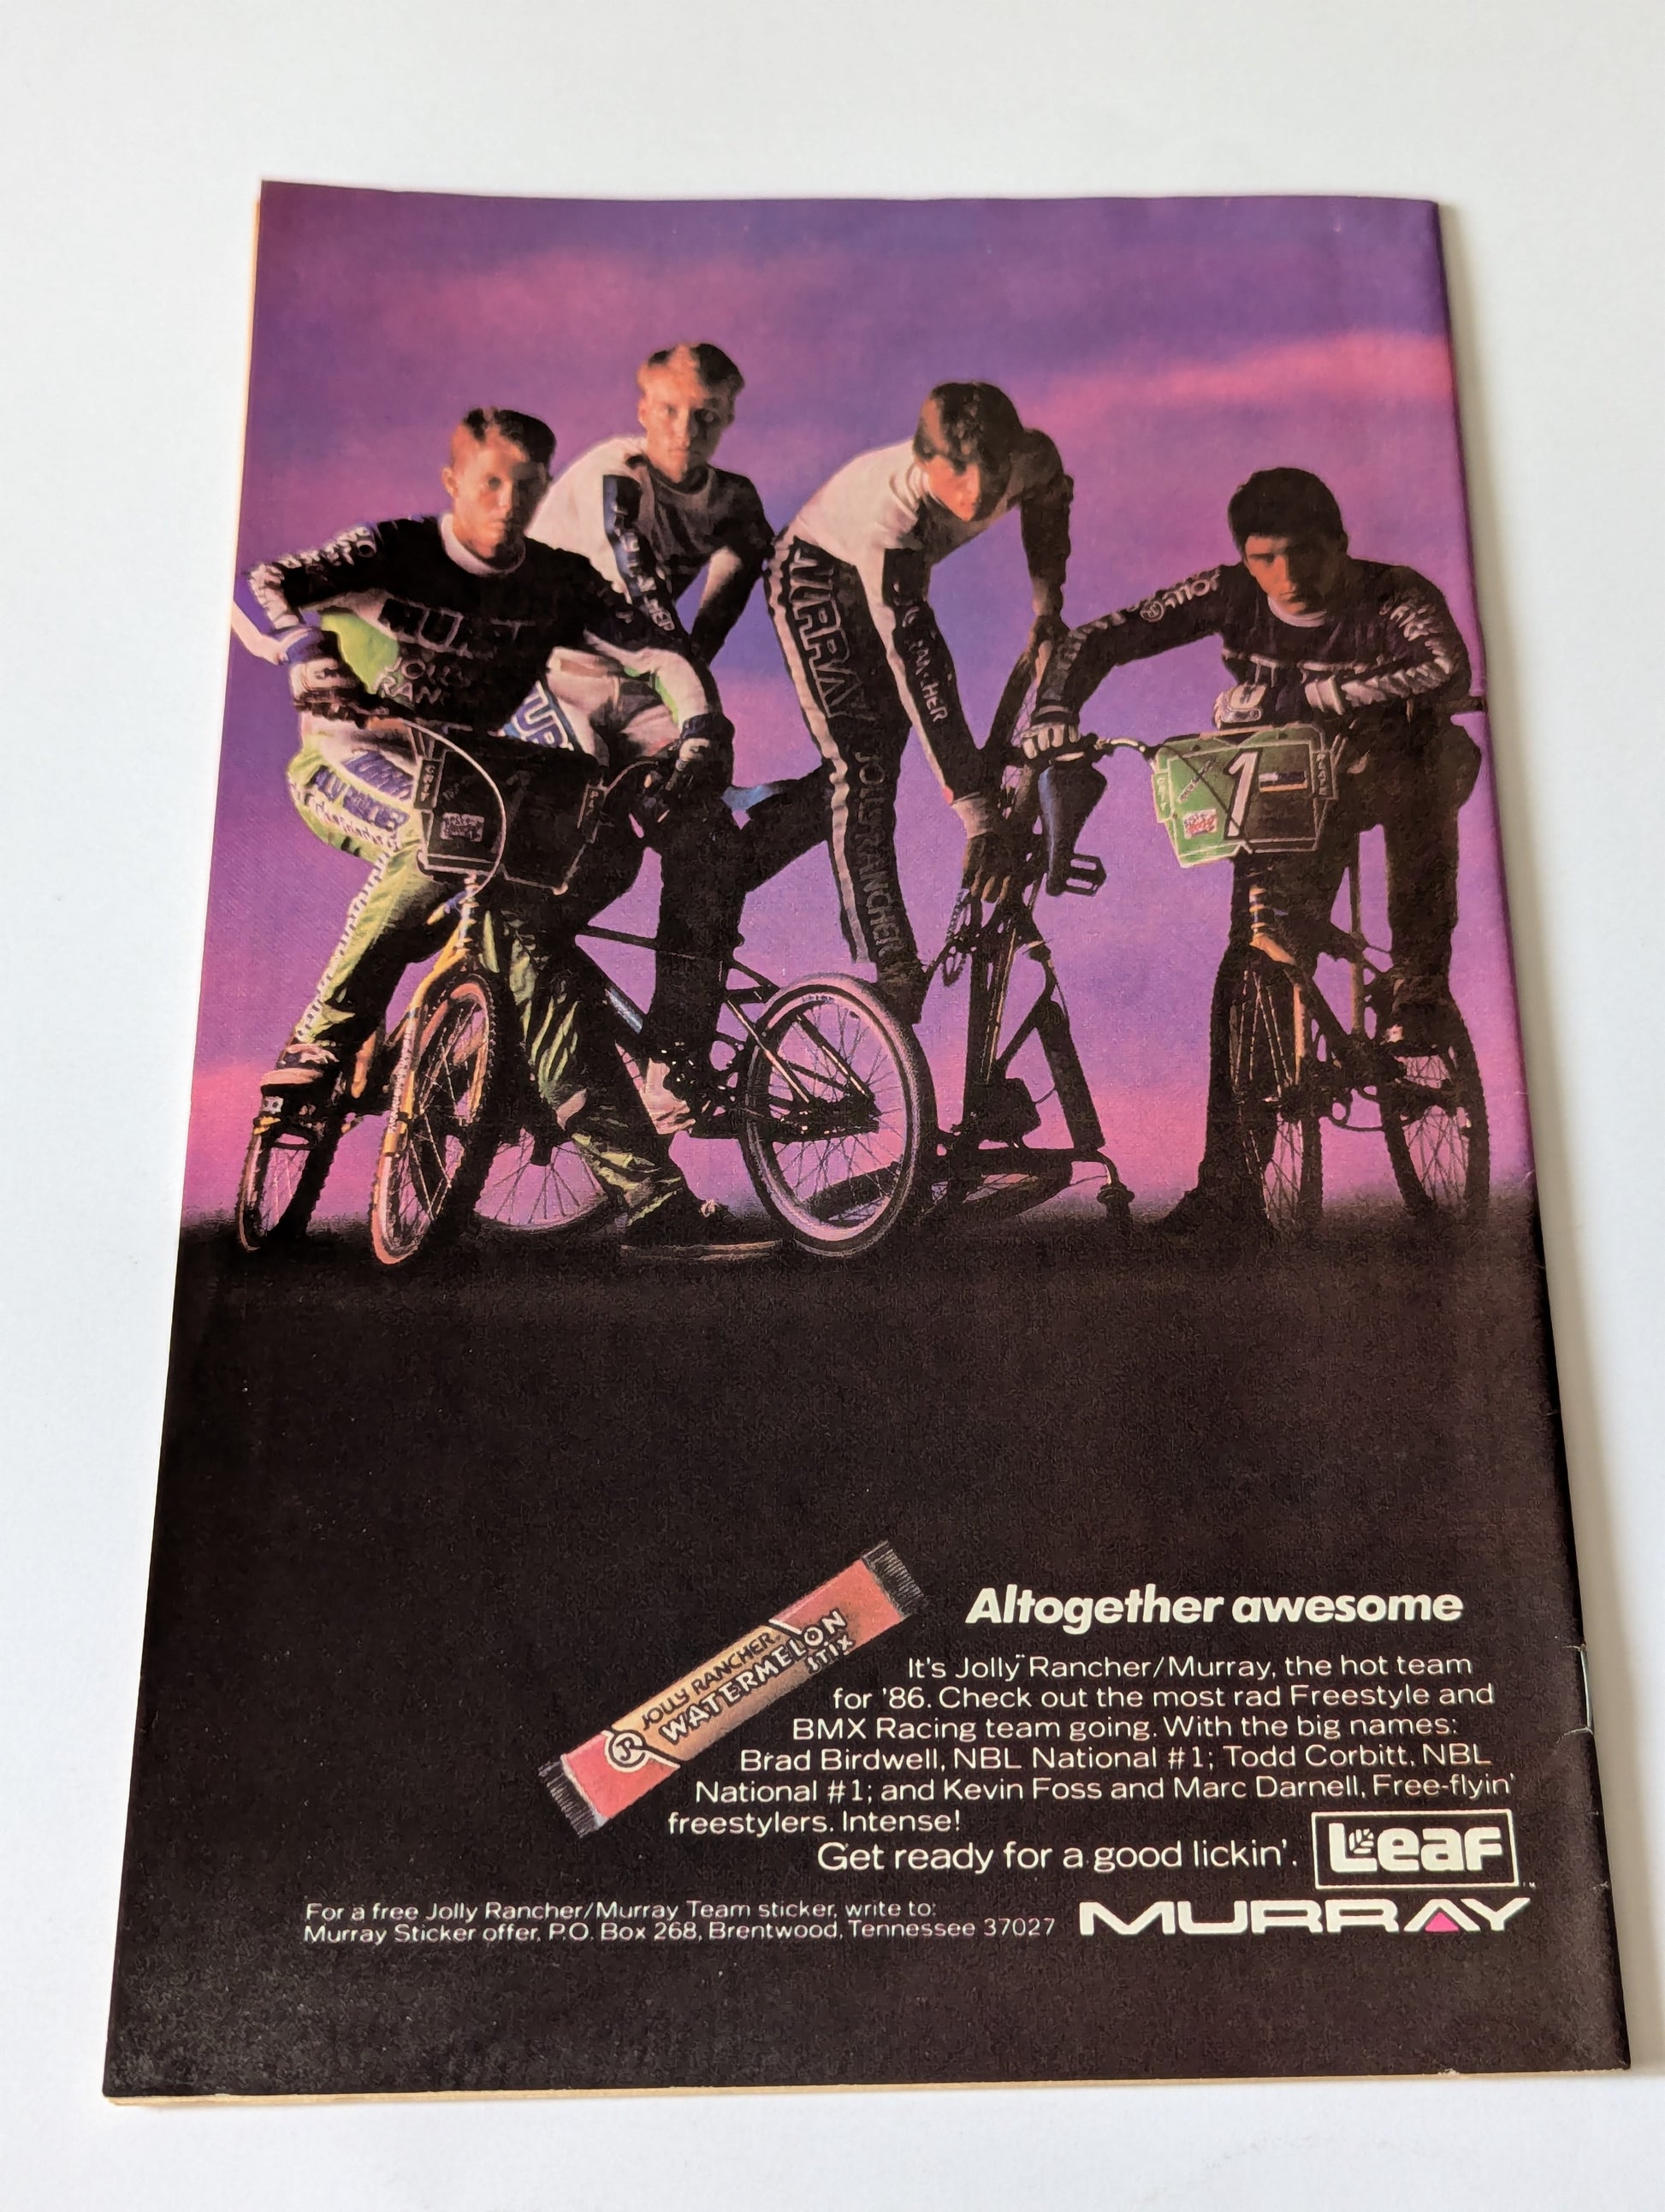 MURRAY
JOLLY RANCHER
RANCHER
1
JOLLY RANCHER
WATERMELON
STIX
Altogether awesome
It's Jolly Rancher/Murray, the hot team
for '86. Check out the most rad Freestyle and
BMX Racing team going. With the big names:
Brad Birdwell, NBL National #1; Todd Corbitt, NBL
National #1; and Kevin Foss and Marc Darnell, Free-flyin'
freestylers. Intense!
Get ready for a good lickin'.
Leaf
For a free Jolly Rancher/Murray Team sticker, write to:
Murray Sticker offer, P.O. Box 268, Brentwood, Tennessee 37027
MURRAY